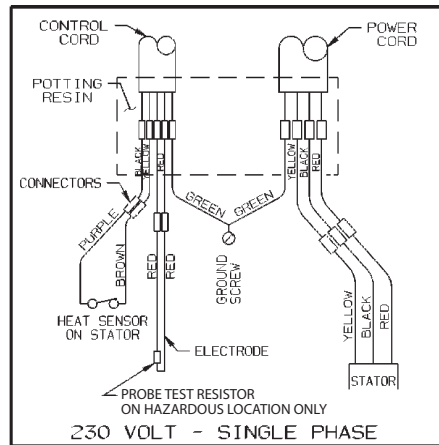 CONTROL
CORD
POWER
CORD
POTTING
RESIN
BLACK
YELLOW
RED
YELLOW
BLACK
RED
CONNECTORS
GREEN
GREEN
PURPLE
BROWN
RED
RED
GROUND
SCREW
HEAT SENSOR
ON STATOR
ELECTRODE
YELLOW
BLACK
RED
STATOR
PROBE TEST RESISTOR
ON HAZARDOUS LOCATION ONLY
230 VOLT - SINGLE PHASE